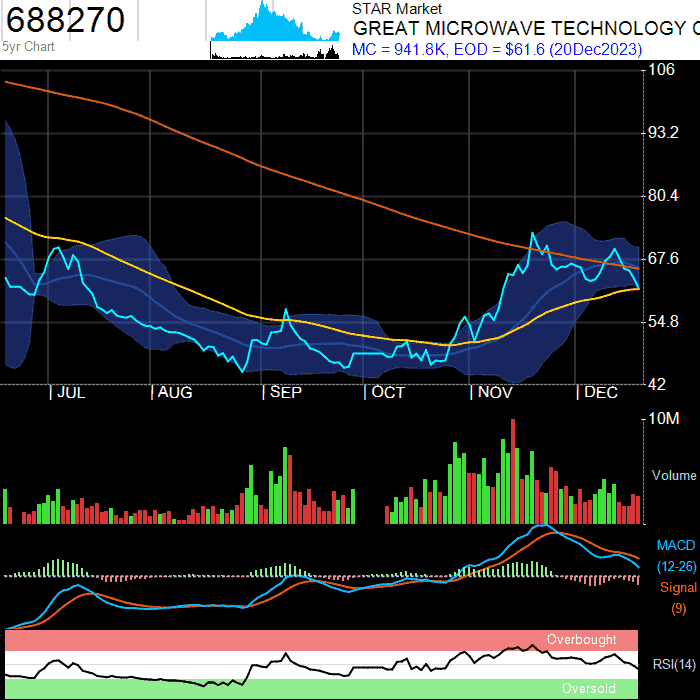 688270
5yr Chart
STAR Market
GREAT MICROWAVE TECHNOLOGY
MC = 941.8K, EOD = $61.6 (20Dec2023)
106
93.2
80.4
67.6
54.8
42
JUL AUG SEP OCT NOV DEC
10M
Volume
MACD
(12-26)
Signal
(9)
Overbought
RSI(14)
Oversold